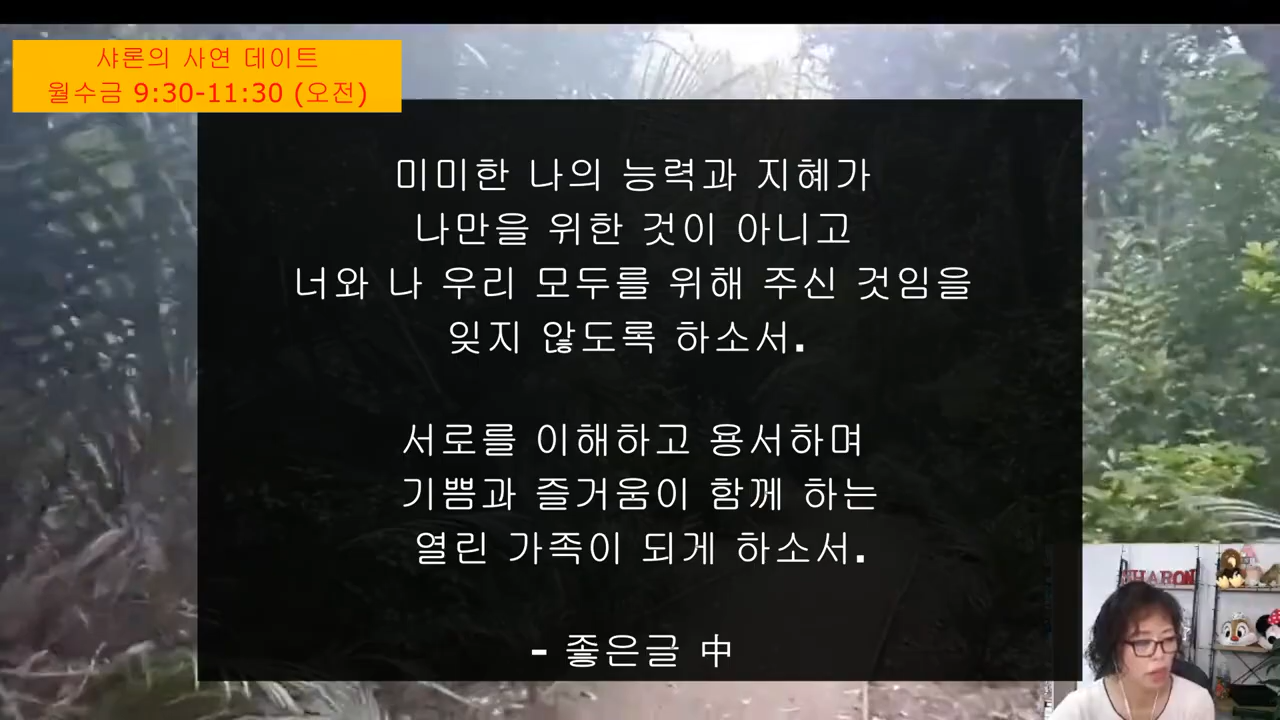 샤론의 사연 데이트
월수금 9:30-11:30 (오전)
미미한 나의 능력과 지혜가
나만을 위한 것이 아니고
너와 나 우리 모두를 위해 주신 것임을
잊지 않도록 하소서.
서로를 이해하고 용서하며
기쁨과 즐거움이 함께 하는
열린 가족이 되게 하소서.
- 좋은글 中
SHARON